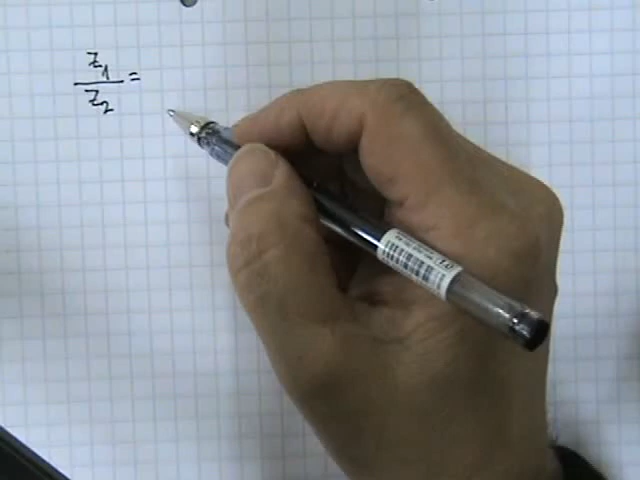 z₁
z₂ =